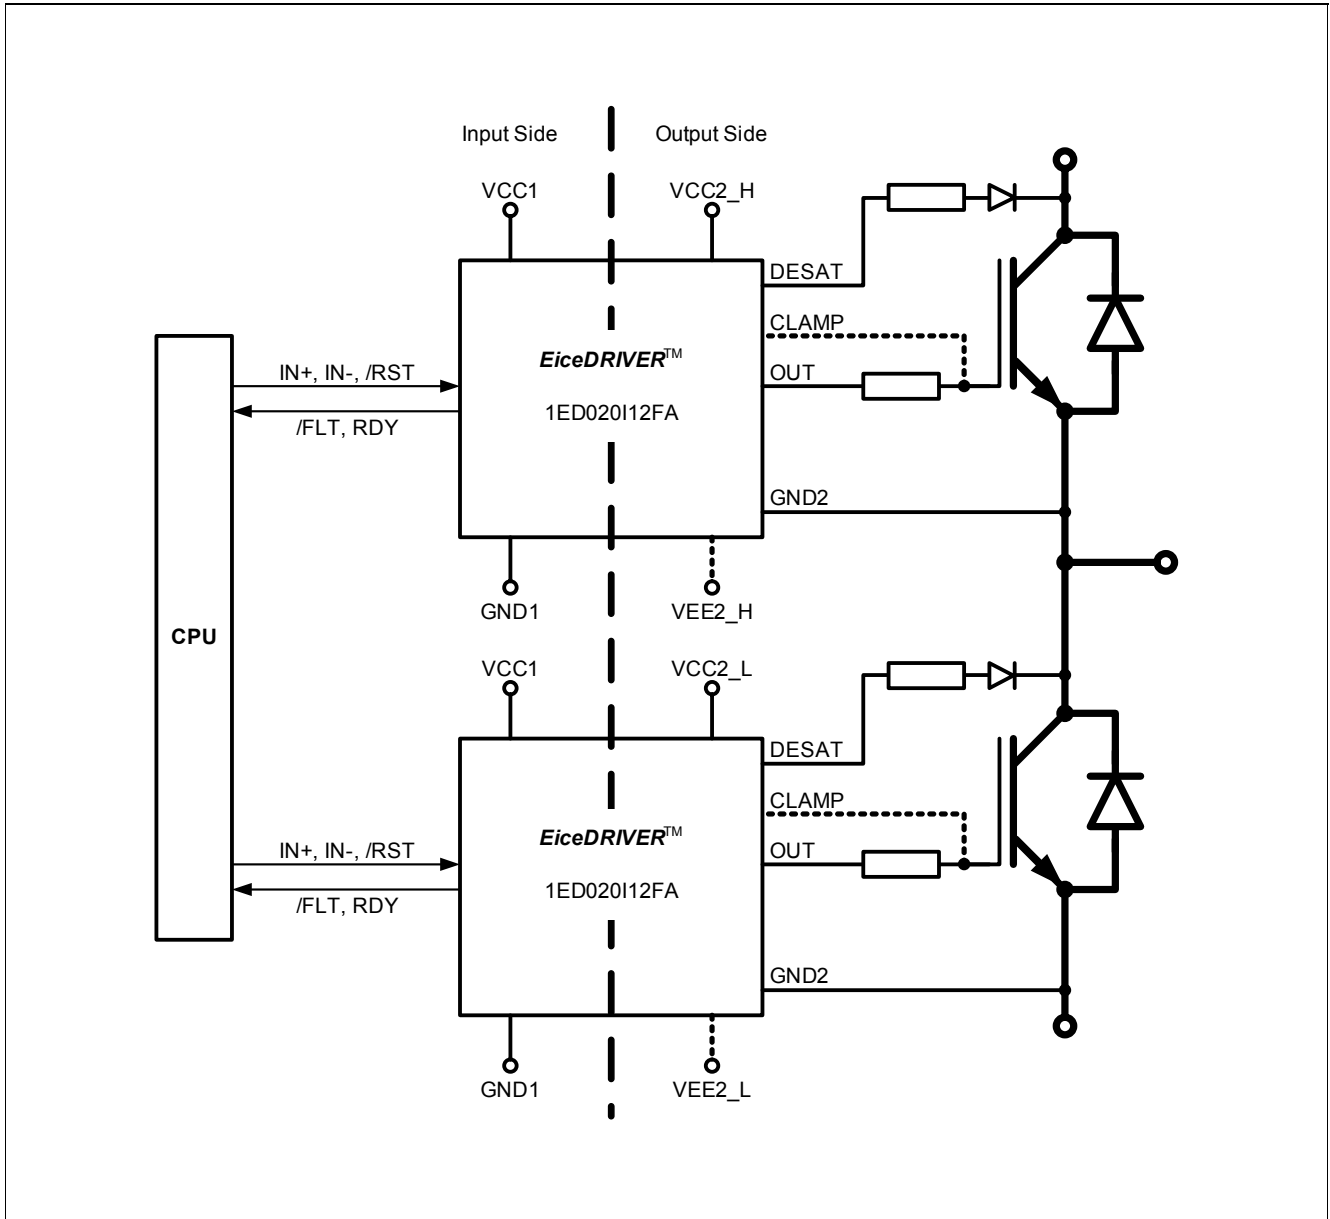 Input Side
Output Side
VCC1
VCC2_H
DESAT
CLAMP
EiceDRIVER™
OUT
IN+, IN-, /RST
1ED020I12FA
/FLT, RDY
GND2
GND1
VEE2_H
CPU
VCC1
VCC2_L
DESAT
CLAMP
EiceDRIVER™
OUT
IN+, IN-, /RST
1ED020I12FA
/FLT, RDY
GND2
GND1
VEE2_L